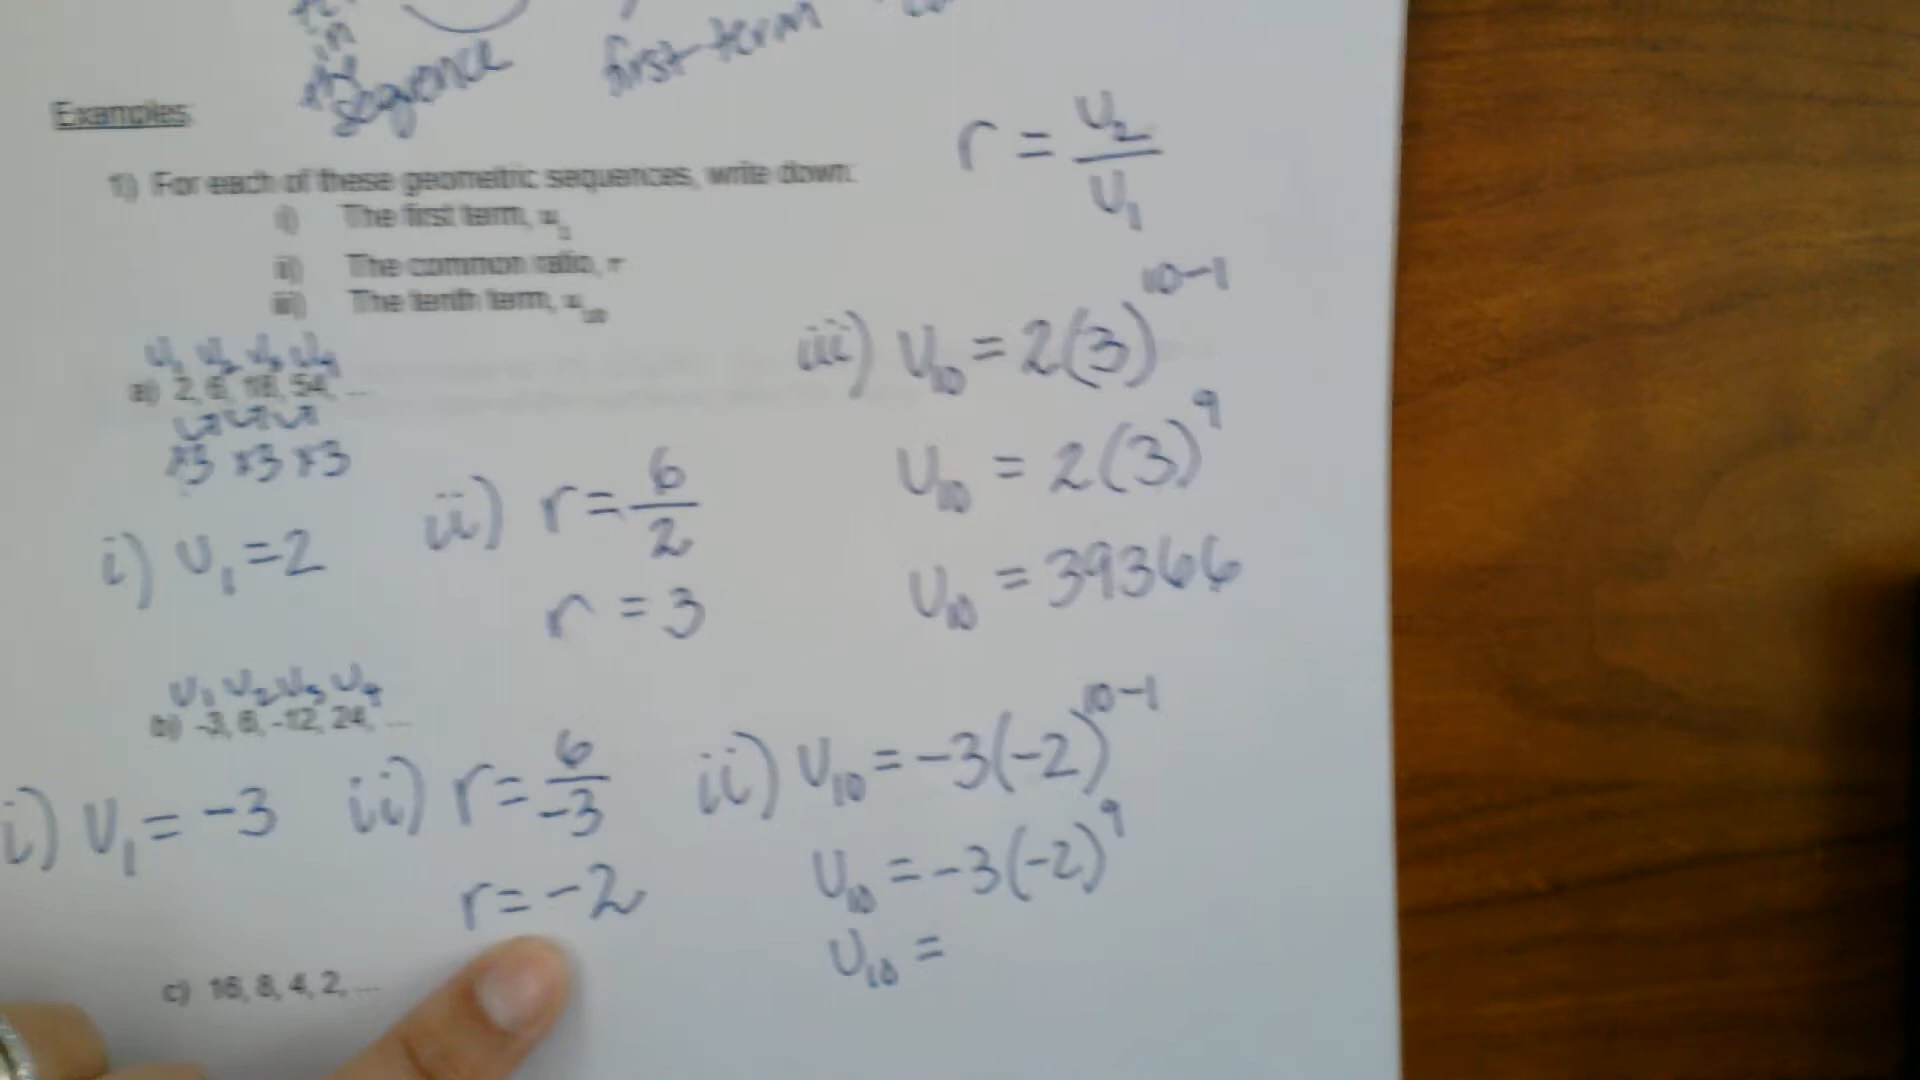 in
the
sequence
first term
Examples:
1) For each of these geometric sequences, write down:
i) The first term, u₁
ii) The common ratio, r
iii) The tenth term, u₁₀
r = U₂/U₁
U₁ U₂ U₃ U₄
a) 2, 6, 18, 54, ...
×3 ×3 ×3
i) U₁ = 2
ii) r = 6/2
r = 3
iii) U₁₀ = 2(3)¹⁰⁻¹
U₁₀ = 2(3)⁹
U₁₀ = 39366
U₁ U₂ U₃ U₄
b) -3, 6, -12, 24, ...
i) U₁ = -3
ii) r = 6/-3
r = -2
ii) U₁₀ = -3(-2)¹⁰⁻¹
U₁₀ = -3(-2)⁹
U₁₀ =
c) 16, 8, 4, 2, ...